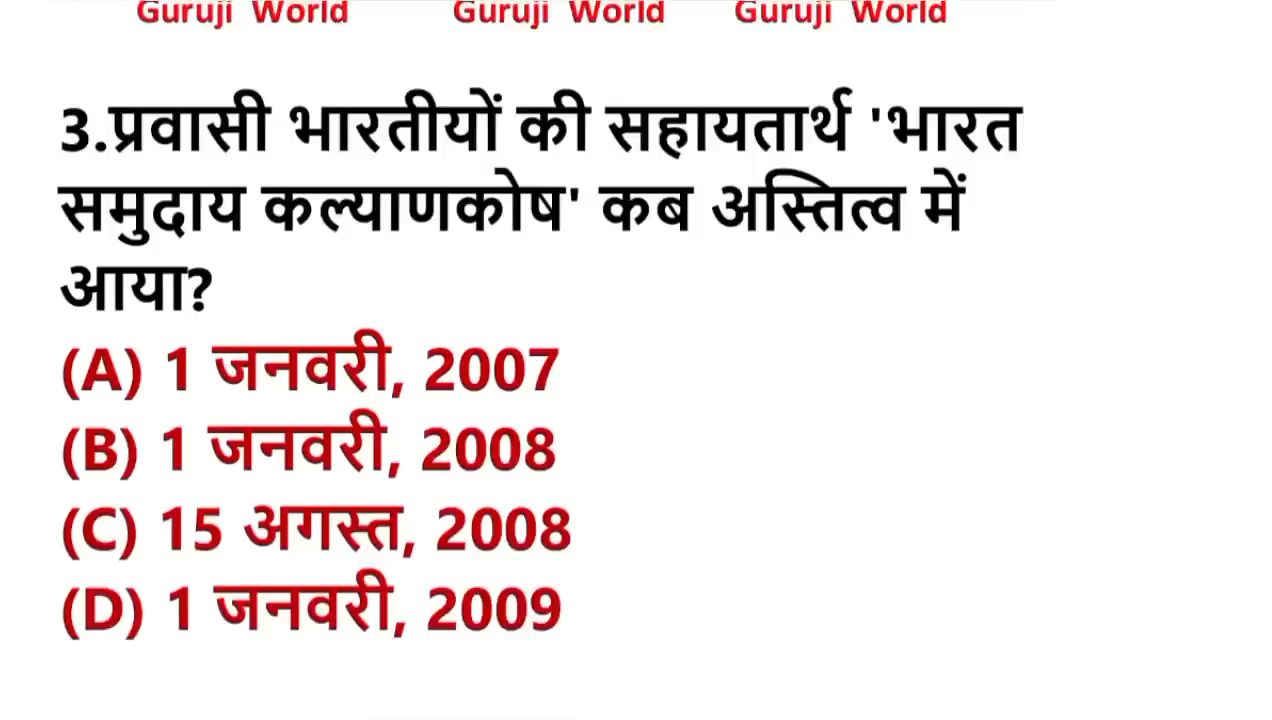 Guruji World Guruji World Guruji World
3.प्रवासी भारतीयों की सहायतार्थ 'भारत
समुदाय कल्याणकोष' कब अस्तित्व में
आया?
(A) 1 जनवरी, 2007
(B) 1 जनवरी, 2008
(C) 15 अगस्त, 2008
(D) 1 जनवरी, 2009